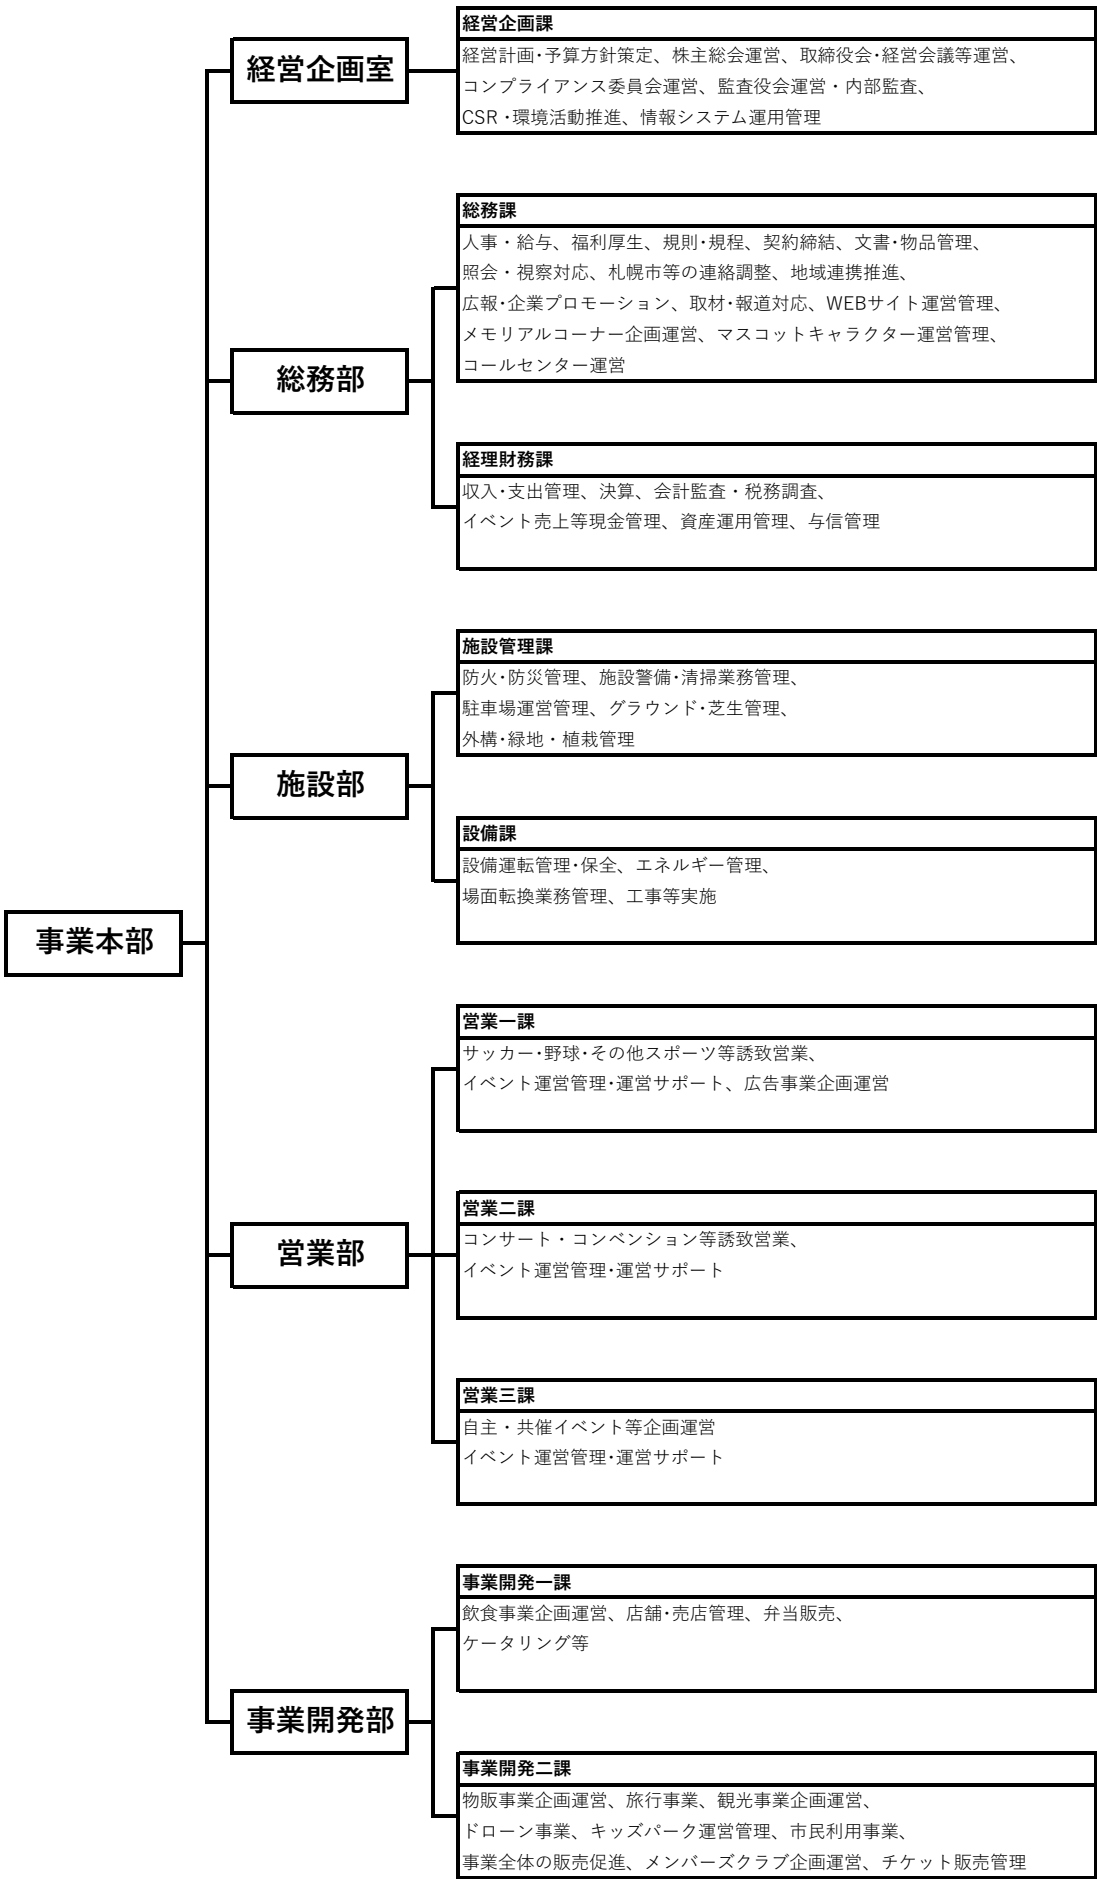 経営企画課
経営企画室
経営計画･予算方針策定、株主総会運営、取締役会･経営会議等運営、
コンプライアンス委員会運営、監査役会運営・内部監査、
CSR・環境活動推進、情報システム運用管理
総務課
人事・給与、福利厚生、規則･規程、契約締結、文書･物品管理、
照会・視察対応、札幌市等の連絡調整、地域連携推進、
広報･企業プロモーション、取材･報道対応、WEBサイト運営管理、
メモリアルコーナー企画運営、マスコットキャラクター運営管理、
コールセンター運営
総務部
経理財務課
収入･支出管理、決算、会計監査・税務調査、
イベント売上等現金管理、資産運用管理、与信管理
施設管理課
防火･防災管理、施設警備･清掃業務管理、
駐車場運営管理、グラウンド･芝生管理、
外構･緑地・植栽管理
施設部
設備課
設備運転管理･保全、エネルギー管理、
場面転換業務管理、工事等実施
事業本部
営業一課
サッカー･野球･その他スポーツ等誘致営業、
イベント運営管理･運営サポート、広告事業企画運営
営業二課
コンサート・コンベンション等誘致営業、
イベント運営管理･運営サポート
営業部
営業三課
自主・共催イベント等企画運営
イベント運営管理･運営サポート
事業開発一課
飲食事業企画運営、店舗･売店管理、弁当販売、
ケータリング等
事業開発部
事業開発二課
物販事業企画運営、旅行事業、観光事業企画運営、
ドローン事業、キッズパーク運営管理、市民利用事業、
事業全体の販売促進、メンバーズクラブ企画運営、チケット販売管理